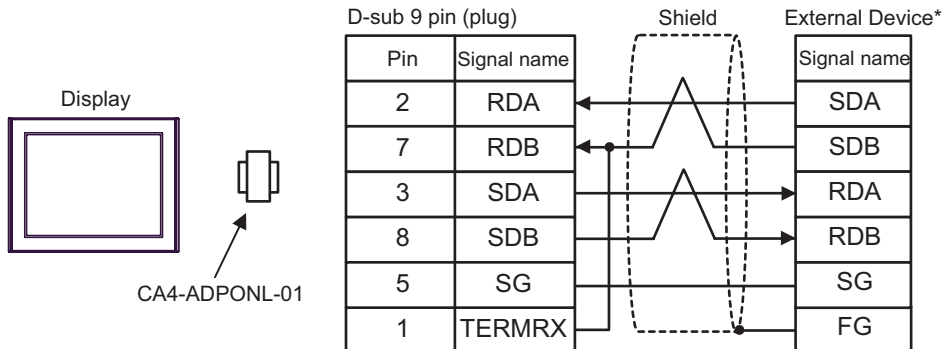 D-sub 9 pin (plug) Shield External Device*
Pin Signal name Signal name
Display
2 RDA SDA
7 RDB SDB
3 SDA RDA
8 SDB RDB
5 SG SG
CA4-ADPONL-01
1 TERMRX FG